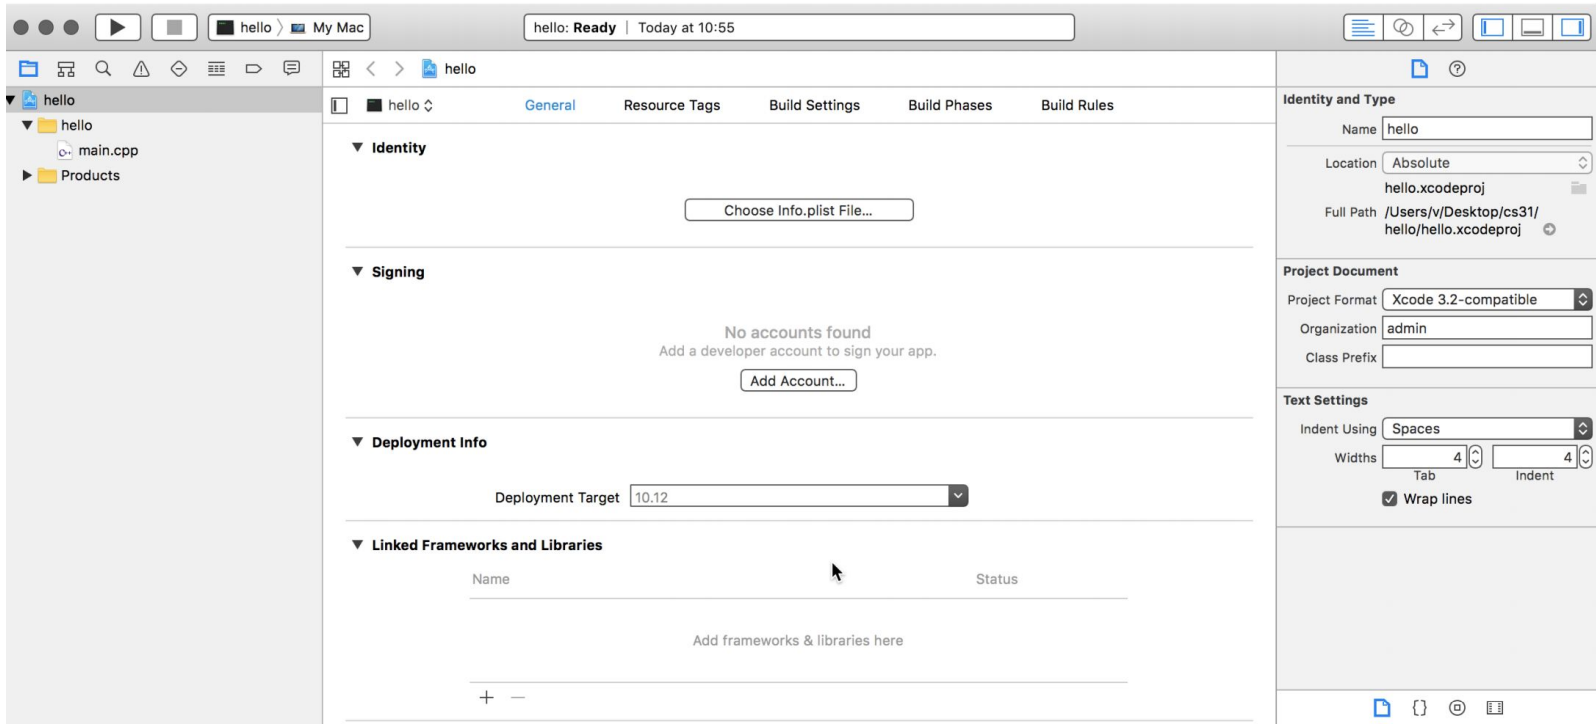 hello 〉 My Mac
hello: Ready | Today at 10:55
hello
hello
main.cpp
Products
hello
hello
General
Resource Tags
Build Settings
Build Phases
Build Rules
Identity
Choose Info.plist File...
Signing
No accounts found
Add a developer account to sign your app.
Add Account...
Deployment Info
Deployment Target 10.12
Linked Frameworks and Libraries
Name Status
Add frameworks & libraries here
Identity and Type
Name hello
Location Absolute
hello.xcodeproj
Full Path /Users/v/Desktop/cs31/
hello/hello.xcodeproj
Project Document
Project Format Xcode 3.2-compatible
Organization admin
Class Prefix
Text Settings
Indent Using Spaces
Widths 4 4
Tab Indent
Wrap lines